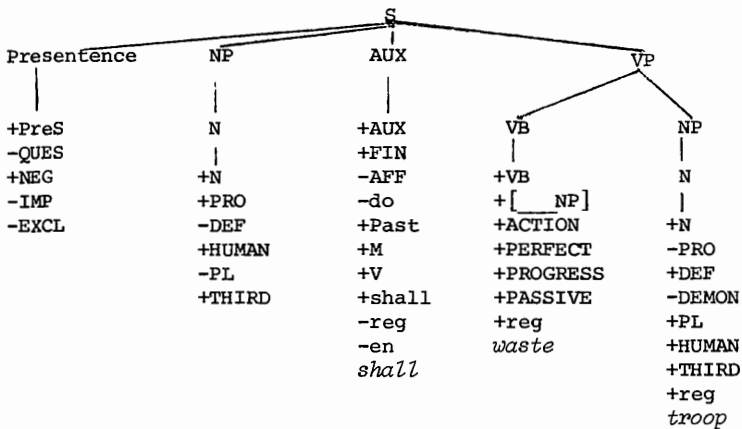 S
Presentence NP AUX VP
+PreS N +AUX VB NP
-QUES +FIN
+NEG +N -AFF +VB N
-IMP +PRO -do +[___NP]
-EXCL -DEF +Past +ACTION +N
+HUMAN +M +PERFECT -PRO
-PL +V +PROGRESS +DEF
+THIRD +shall +PASSIVE -DEMON
-reg +reg +PL
-en waste +HUMAN
shall +THIRD
+reg
troop